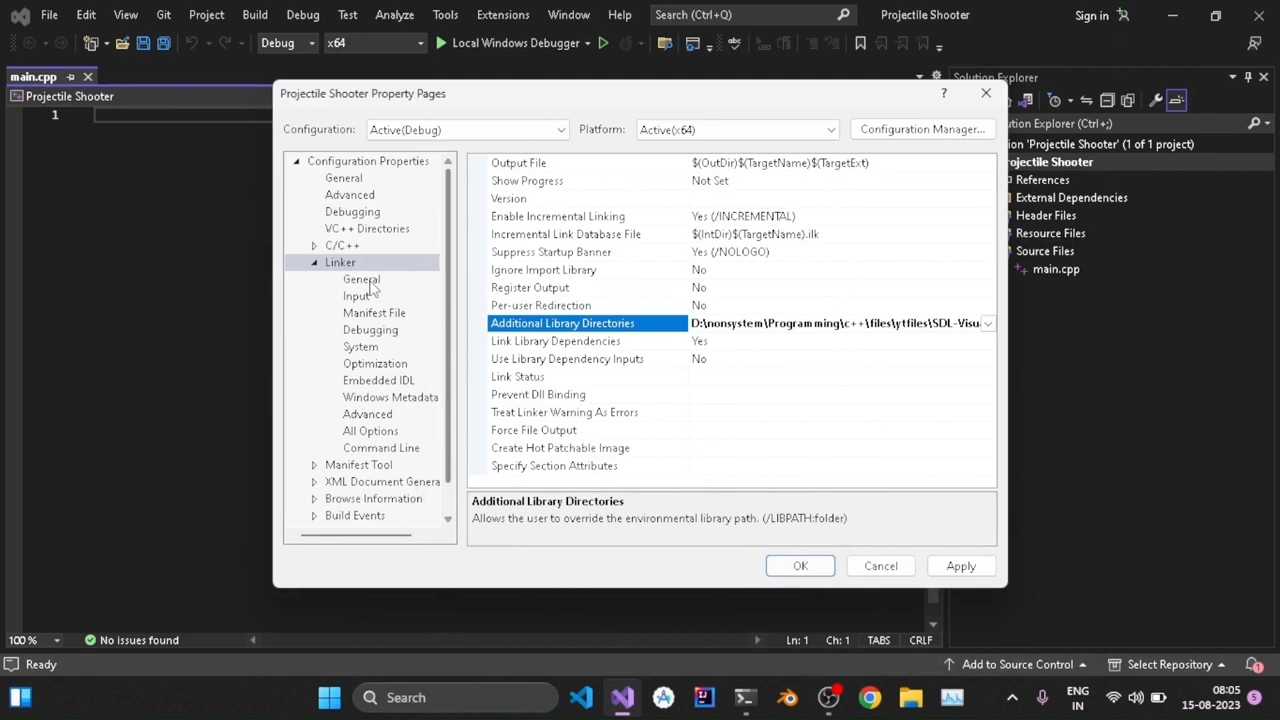 File Edit View Git Project Build Debug Test Analyze Tools Extensions Window Help Search (Ctrl+Q) Projectile Shooter Sign in
Debug x64 Local Windows Debugger
main.cpp
Projectile Shooter
1
Solution Explorer
olution Explorer (Ctrl+;)
ion 'Projectile Shooter' (1 of 1 project)
rojectile Shooter
References
External Dependencies
Header Files
Resource Files
Source Files
main.cpp
Projectile Shooter Property Pages ?
Configuration: Active(Debug) Platform: Active(x64) Configuration Manager...
Configuration Properties
General
Advanced
Debugging
VC++ Directories
C/C++
Linker
General
Input
Manifest File
Debugging
System
Optimization
Embedded IDL
Windows Metadata
Advanced
All Options
Command Line
Manifest Tool
XML Document Genera
Browse Information
Build Events
Output File $(OutDir)$(TargetName)$(TargetExt)
Show Progress Not Set
Version
Enable Incremental Linking Yes (/INCREMENTAL)
Incremental Link Database File $(IntDir)$(TargetName).ilk
Suppress Startup Banner Yes (/NOLOGO)
Ignore Import Library No
Register Output No
Per-user Redirection No
Additional Library Directories D:\nonsystem\Programming\c++\files\ytfiles\SDL-Visua
Link Library Dependencies Yes
Use Library Dependency Inputs No
Link Status
Prevent Dll Binding
Treat Linker Warning As Errors
Force File Output
Create Hot Patchable Image
Specify Section Attributes
Additional Library Directories
Allows the user to override the environmental library path. (/LIBPATH:folder)
OK Cancel Apply
100 % No issues found Ln: 1 Ch: 1 TABS CRLF
Ready Add to Source Control Select Repository 1
Search ENG IN 08:05 15-08-2023 5